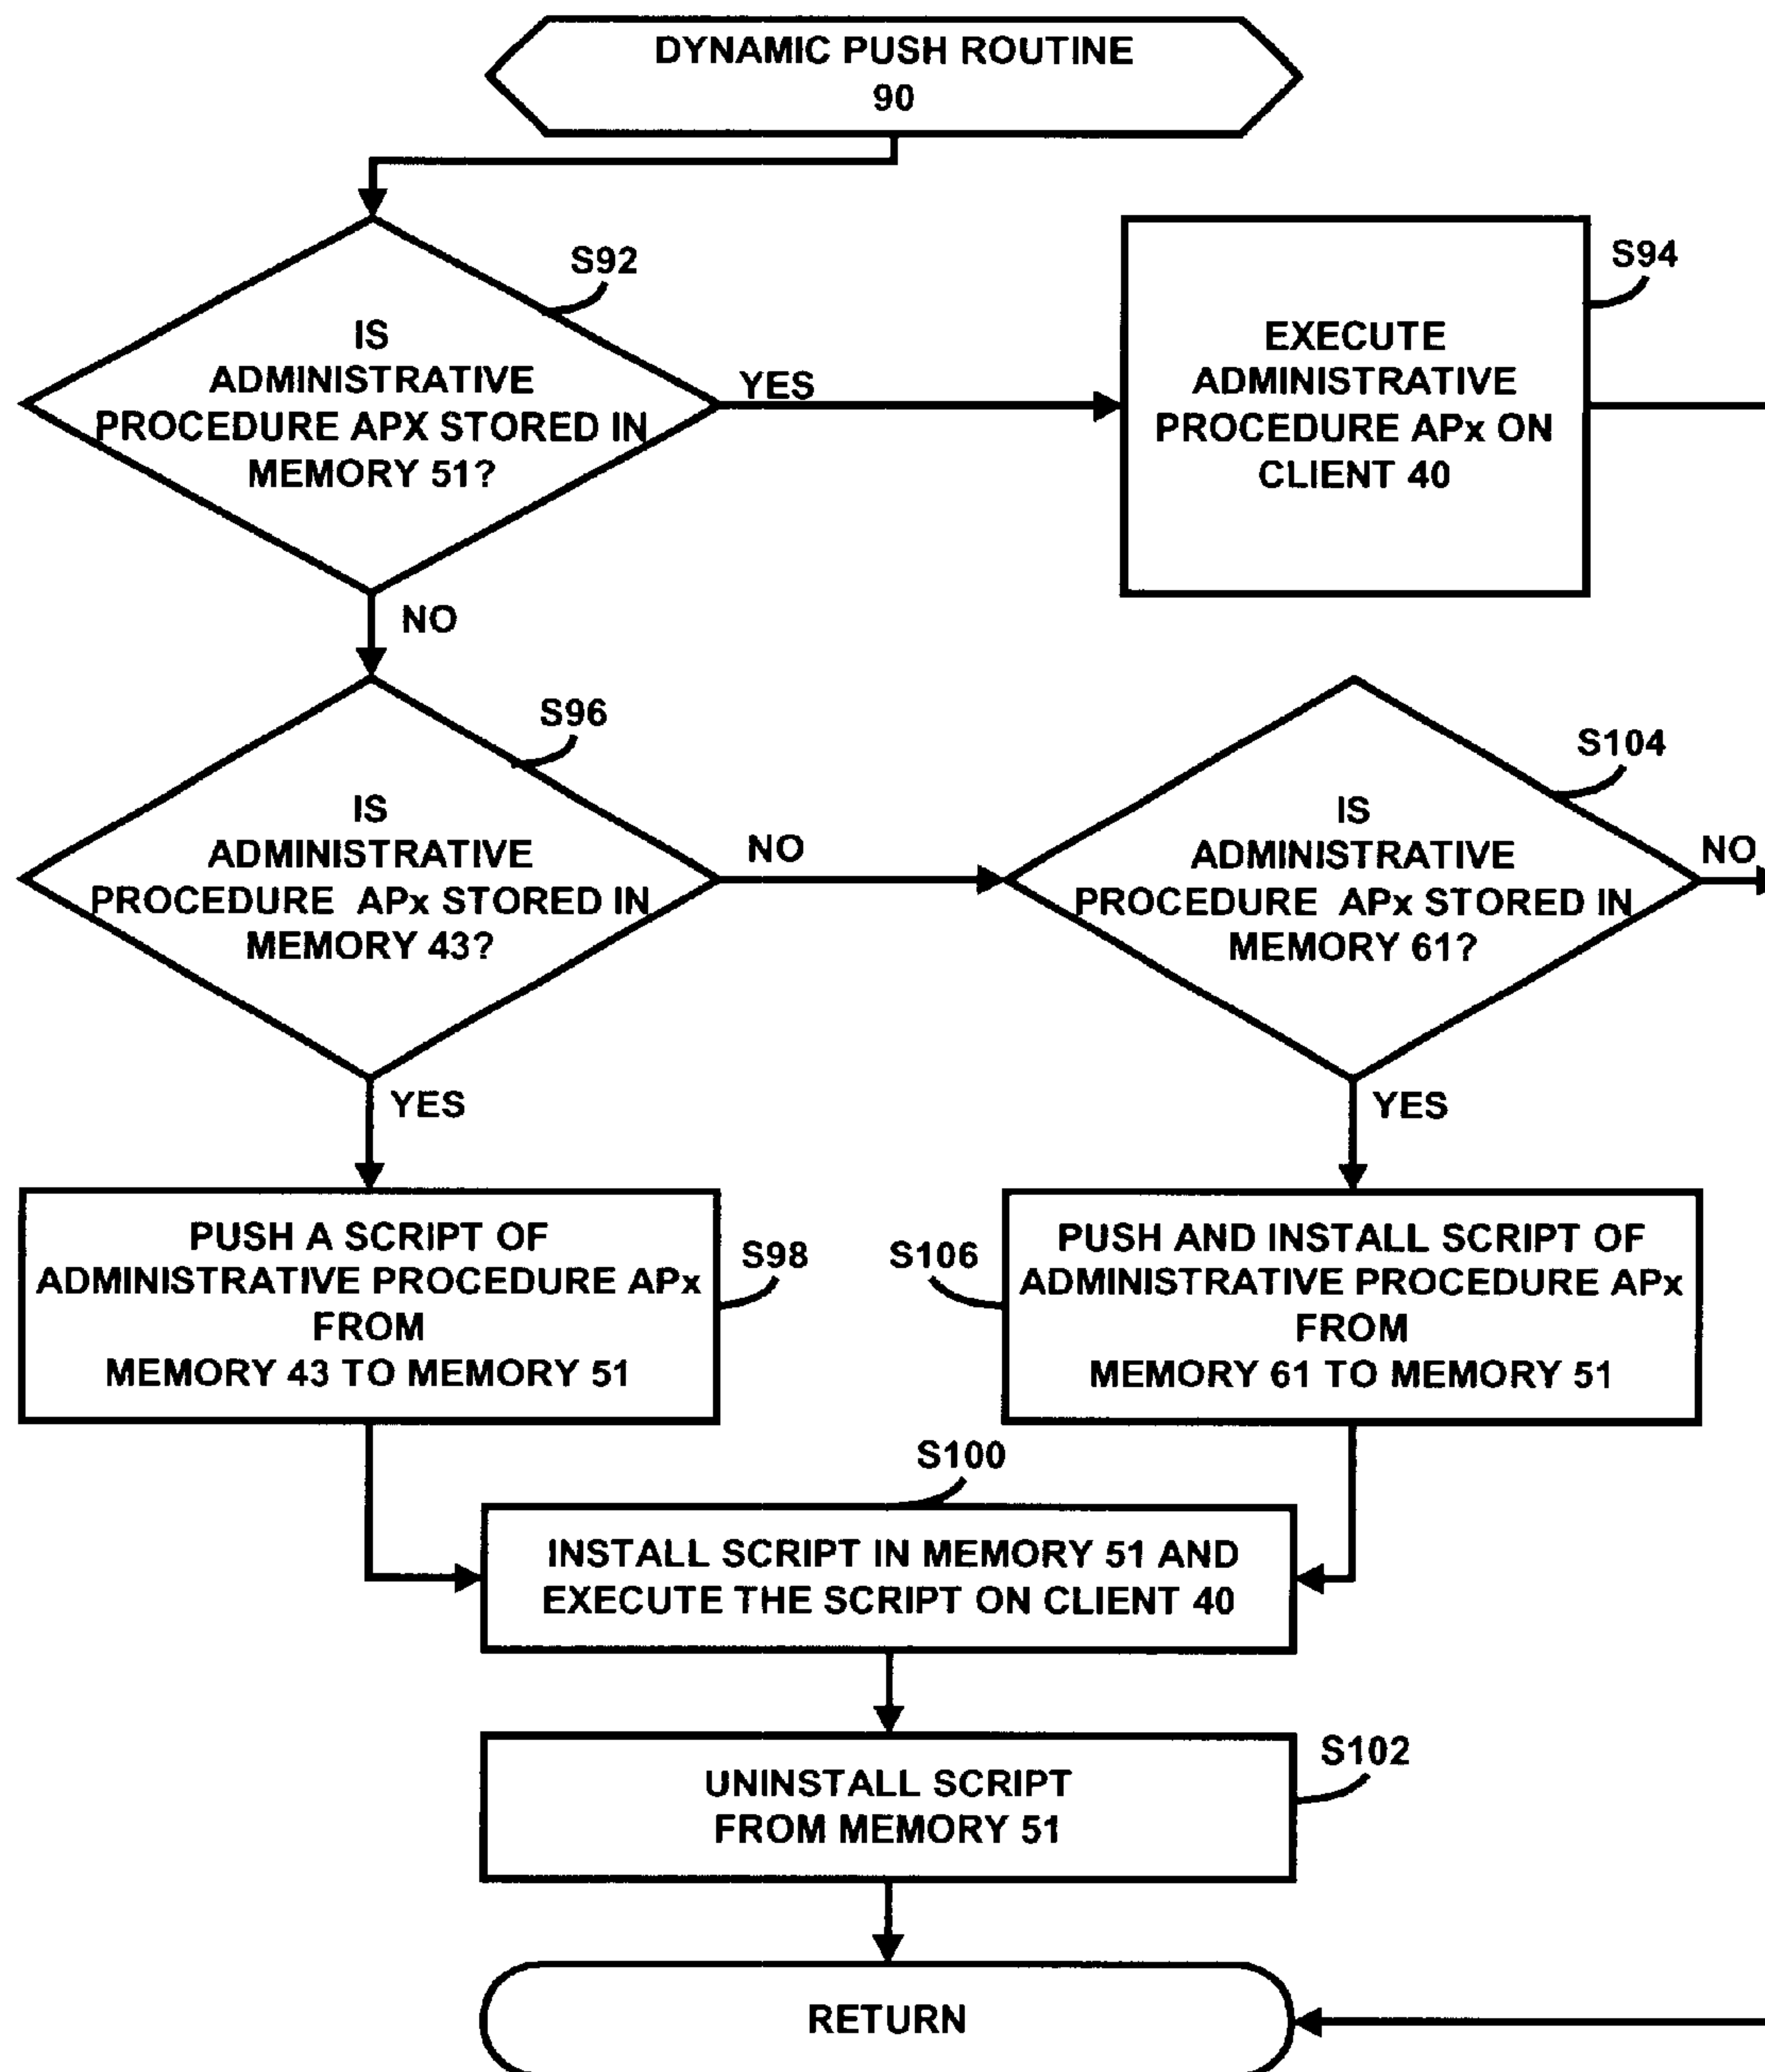 DYNAMIC PUSH ROUTINE
90
S92
IS
ADMINISTRATIVE
PROCEDURE APX STORED IN
MEMORY 51?
YES
S94
EXECUTE
ADMINISTRATIVE
PROCEDURE APx ON
CLIENT 40
NO
S96
IS
ADMINISTRATIVE
PROCEDURE APx STORED IN
MEMORY 43?
NO
S104
IS
ADMINISTRATIVE
PROCEDURE APx STORED IN
MEMORY 61?
NO
YES
YES
PUSH A SCRIPT OF
ADMINISTRATIVE PROCEDURE APx
FROM
MEMORY 43 TO MEMORY 51
S98
S106
PUSH AND INSTALL SCRIPT OF
ADMINISTRATIVE PROCEDURE APx
FROM
MEMORY 61 TO MEMORY 51
S100
INSTALL SCRIPT IN MEMORY 51 AND
EXECUTE THE SCRIPT ON CLIENT 40
S102
UNINSTALL SCRIPT
FROM MEMORY 51
RETURN